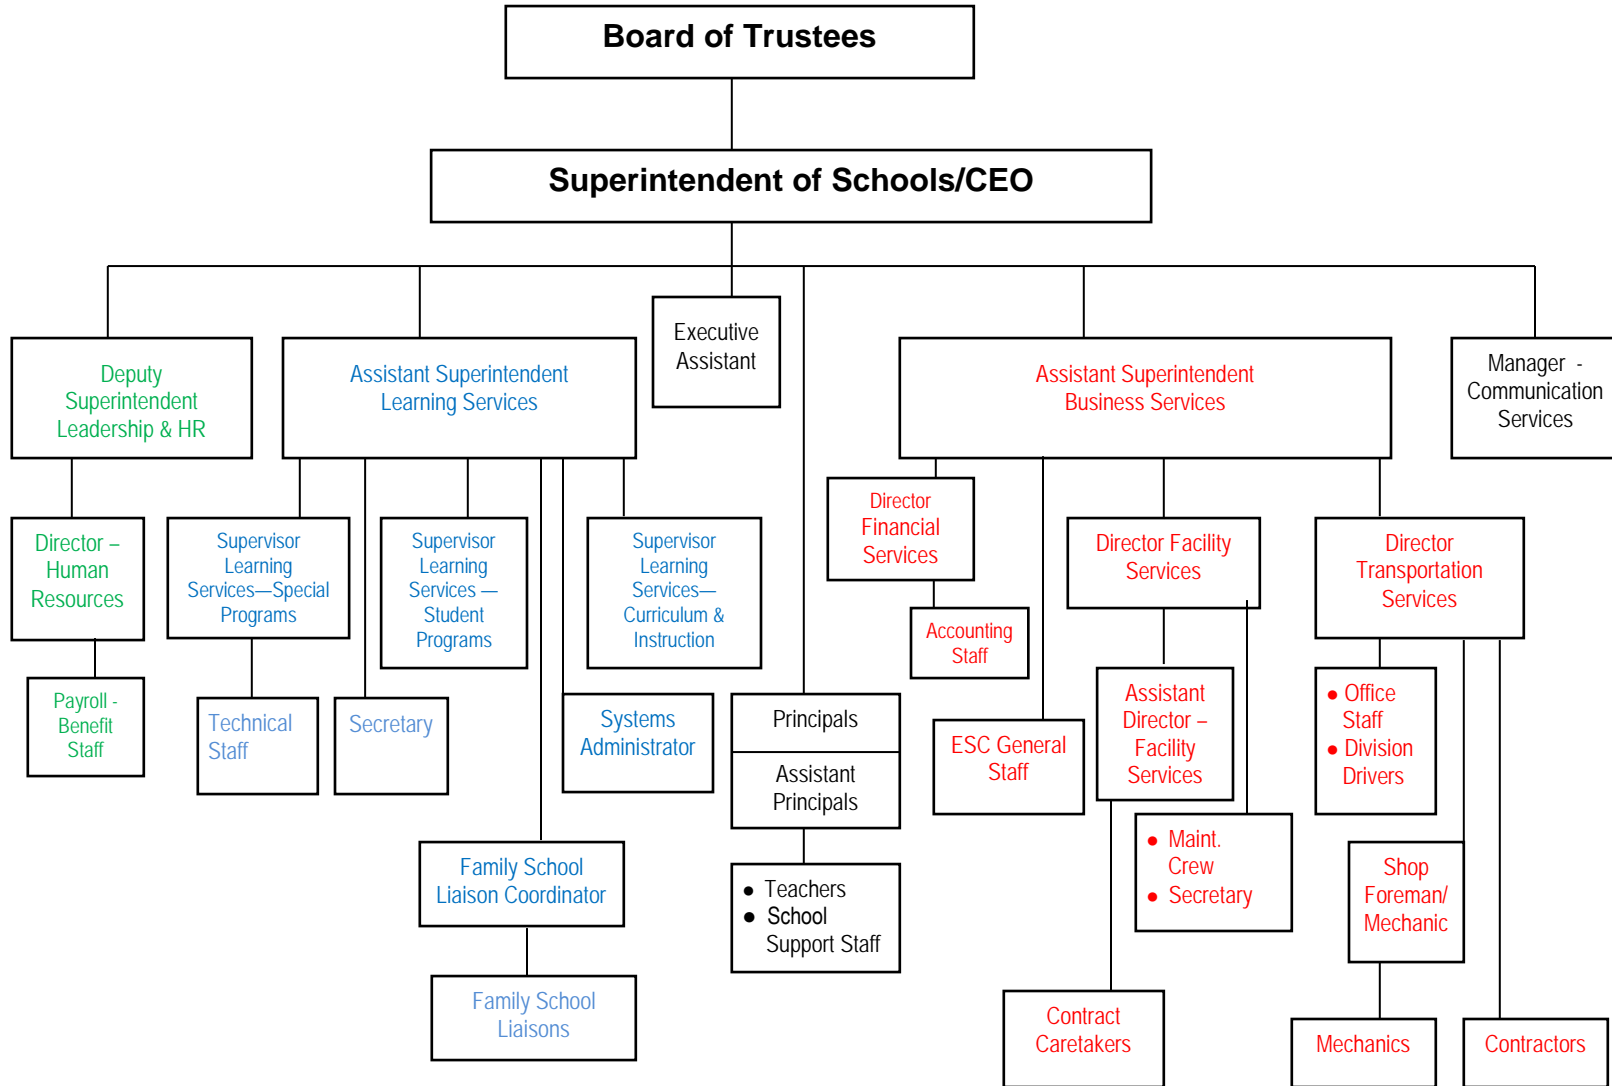 Board of Trustees
Superintendent of Schools/CEO
Executive
Assistant
Deputy
Superintendent
Leadership & HR
Assistant Superintendent
Learning Services
Assistant Superintendent
Business Services
Manager -
Communication
Services
Director –
Human
Resources
Supervisor
Learning
Services—Special
Programs
Supervisor
Learning
Services —
Student
Programs
Supervisor
Learning
Services—
Curriculum &
Instruction
Director
Financial
Services
Director Facility
Services
Director
Transportation
Services
Accounting
Staff
Payroll -
Benefit
Staff
Technical
Staff
Secretary
Systems
Administrator
Principals
Assistant
Principals
ESC General
Staff
Assistant
Director –
Facility
Services
● Office
Staff
● Division
Drivers
Family School
Liaison Coordinator
● Teachers
● School
Support Staff
● Maint.
Crew
● Secretary
Shop
Foreman/
Mechanic
Family School
Liaisons
Contract
Caretakers
Mechanics
Contractors